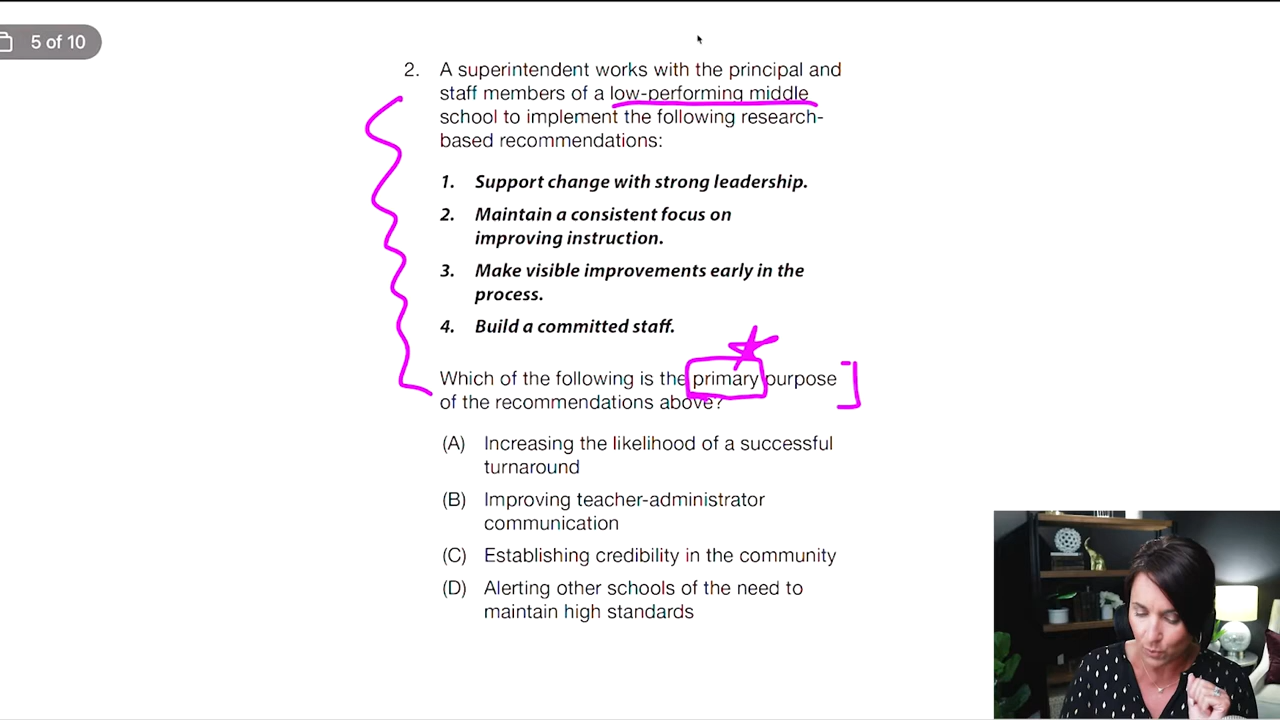 5 of 10
2. A superintendent works with the principal and
staff members of a low-performing middle
school to implement the following research-
based recommendations:
1. Support change with strong leadership.
2. Maintain a consistent focus on
improving instruction.
3. Make visible improvements early in the
process.
4. Build a committed staff.
Which of the following is the primary purpose
of the recommendations above?
(A) Increasing the likelihood of a successful
turnaround
(B) Improving teacher-administrator
communication
(C) Establishing credibility in the community
(D) Alerting other schools of the need to
maintain high standards